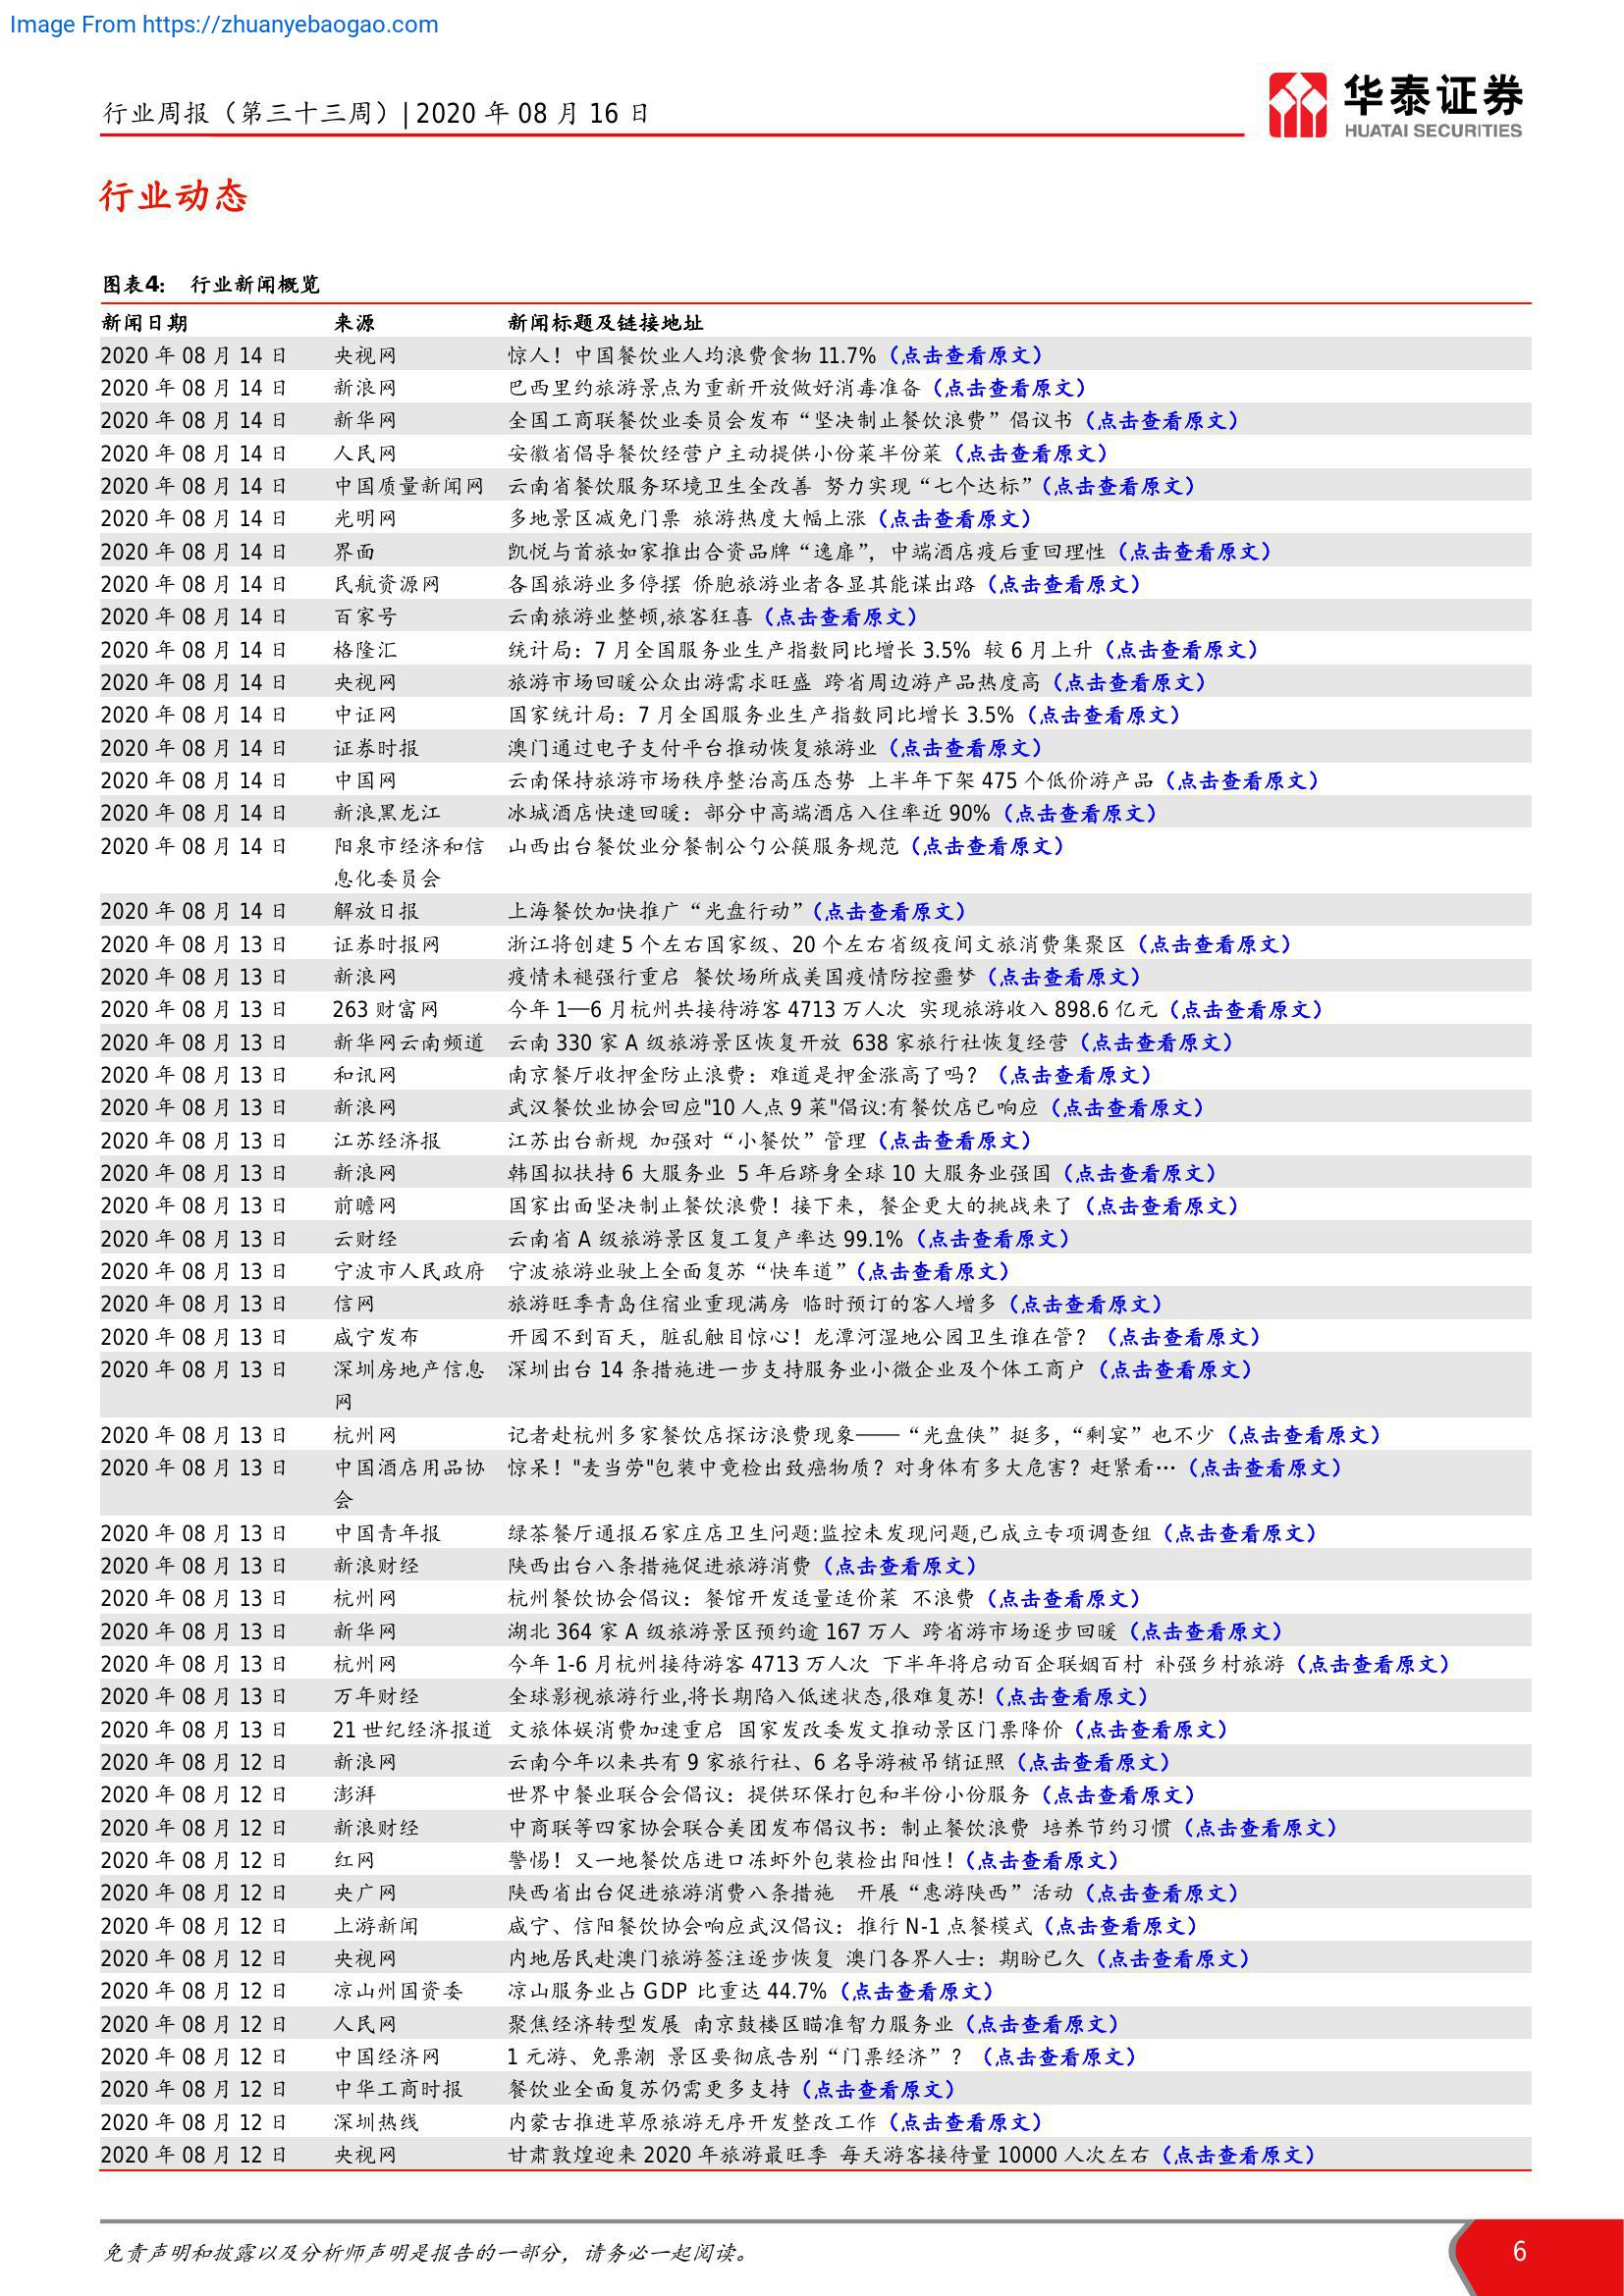 Image From https://zhuanyebaogao.com
行业周报（第三十三周）| 2020 年 08 月 16 日
华泰证券
HUATAI SECURITIES
行业动态
图表4： 行业新闻概览
新闻日期 来源 新闻标题及链接地址
2020 年 08 月 14 日 央视网 惊人！中国餐饮业人均浪费食物 11.7%（点击查看原文）
2020 年 08 月 14 日 新浪网 巴西里约旅游景点为重新开放做好消毒准备（点击查看原文）
2020 年 08 月 14 日 新华网 全国工商联餐饮业委员会发布“坚决制止餐饮浪费”倡议书（点击查看原文）
2020 年 08 月 14 日 人民网 安徽省倡导餐饮经营户主动提供小份菜半份菜（点击查看原文）
2020 年 08 月 14 日 中国质量新闻网 云南省餐饮服务环境卫生全改善 努力实现“七个达标”（点击查看原文）
2020 年 08 月 14 日 光明网 多地景区减免门票 旅游热度大幅上涨（点击查看原文）
2020 年 08 月 14 日 界面 凯悦与首旅如家推出合资品牌“逸扉”，中端酒店疫后重回理性（点击查看原文）
2020 年 08 月 14 日 民航资源网 各国旅游业多停摆 侨胞旅游业者各显其能谋出路（点击查看原文）
2020 年 08 月 14 日 百家号 云南旅游业整顿,旅客狂喜（点击查看原文）
2020 年 08 月 14 日 格隆汇 统计局：7 月全国服务业生产指数同比增长 3.5% 较 6 月上升（点击查看原文）
2020 年 08 月 14 日 央视网 旅游市场回暖公众出游需求旺盛 跨省周边游产品热度高（点击查看原文）
2020 年 08 月 14 日 中证网 国家统计局：7 月全国服务业生产指数同比增长 3.5%（点击查看原文）
2020 年 08 月 14 日 证券时报 澳门通过电子支付平台推动恢复旅游业（点击查看原文）
2020 年 08 月 14 日 中国网 云南保持旅游市场秩序整治高压态势 上半年下架 475 个低价游产品（点击查看原文）
2020 年 08 月 14 日 新浪黑龙江 冰城酒店快速回暖：部分中高端酒店入住率近 90%（点击查看原文）
2020 年 08 月 14 日 阳泉市经济和信 山西出台餐饮业分餐制公勺公筷服务规范（点击查看原文）
息化委员会
2020 年 08 月 14 日 解放日报 上海餐饮加快推广“光盘行动”（点击查看原文）
2020 年 08 月 13 日 证券时报网 浙江将创建 5 个左右国家级、20 个左右省级夜间文旅消费集聚区（点击查看原文）
2020 年 08 月 13 日 新浪网 疫情未褪强行重启 餐饮场所成美国疫情防控噩梦（点击查看原文）
2020 年 08 月 13 日 263 财富网 今年 1—6 月杭州共接待游客 4713 万人次 实现旅游收入 898.6 亿元（点击查看原文）
2020 年 08 月 13 日 新华网云南频道 云南 330 家 A 级旅游景区恢复开放 638 家旅行社恢复经营（点击查看原文）
2020 年 08 月 13 日 和讯网 南京餐厅收押金防止浪费：难道是押金涨高了吗？（点击查看原文）
2020 年 08 月 13 日 新浪网 武汉餐饮业协会回应"10 人点 9 菜"倡议:有餐饮店已响应（点击查看原文）
2020 年 08 月 13 日 江苏经济报 江苏出台新规 加强对“小餐饮”管理（点击查看原文）
2020 年 08 月 13 日 新浪网 韩国拟扶持 6 大服务业 5 年后跻身全球 10 大服务业强国（点击查看原文）
2020 年 08 月 13 日 前瞻网 国家出面坚决制止餐饮浪费！接下来，餐企更大的挑战来了（点击查看原文）
2020 年 08 月 13 日 云财经 云南省 A 级旅游景区复工复产率达 99.1%（点击查看原文）
2020 年 08 月 13 日 宁波市人民政府 宁波旅游业驶上全面复苏“快车道”（点击查看原文）
2020 年 08 月 13 日 信网 旅游旺季青岛住宿业重现满房 临时预订的客人增多（点击查看原文）
2020 年 08 月 13 日 咸宁发布 开园不到百天，脏乱触目惊心！龙潭河湿地公园卫生谁在管？（点击查看原文）
2020 年 08 月 13 日 深圳房地产信息 深圳出台 14 条措施进一步支持服务业小微企业及个体工商户（点击查看原文）
网
2020 年 08 月 13 日 杭州网 记者赴杭州多家餐饮店探访浪费现象——“光盘侠”挺多，“剩宴”也不少（点击查看原文）
2020 年 08 月 13 日 中国酒店用品协 惊呆！"麦当劳"包装中竟检出致癌物质？对身体有多大危害？赶紧看…（点击查看原文）
会
2020 年 08 月 13 日 中国青年报 绿茶餐厅通报石家庄店卫生问题:监控未发现问题,已成立专项调查组（点击查看原文）
2020 年 08 月 13 日 新浪财经 陕西出台八条措施促进旅游消费（点击查看原文）
2020 年 08 月 13 日 杭州网 杭州餐饮协会倡议：餐馆开发适量适价菜 不浪费（点击查看原文）
2020 年 08 月 13 日 新华网 湖北 364 家 A 级旅游景区预约逾 167 万人 跨省游市场逐步回暖（点击查看原文）
2020 年 08 月 13 日 杭州网 今年 1-6 月杭州接待游客 4713 万人次 下半年将启动百企联姻百村 补强乡村旅游（点击查看原文）
2020 年 08 月 13 日 万年财经 全球影视旅游行业,将长期陷入低迷状态,很难复苏!（点击查看原文）
2020 年 08 月 13 日 21 世纪经济报道 文旅体娱消费加速重启 国家发改委发文推动景区门票降价（点击查看原文）
2020 年 08 月 12 日 新浪网 云南今年以来共有 9 家旅行社、6 名导游被吊销证照（点击查看原文）
2020 年 08 月 12 日 澎湃 世界中餐业联合会倡议：提供环保打包和半份小份服务（点击查看原文）
2020 年 08 月 12 日 新浪财经 中商联等四家协会联合美团发布倡议书：制止餐饮浪费 培养节约习惯（点击查看原文）
2020 年 08 月 12 日 红网 警惕！又一地餐饮店进口冻虾外包装检出阳性！（点击查看原文）
2020 年 08 月 12 日 央广网 陕西省出台促进旅游消费八条措施 开展“惠游陕西”活动（点击查看原文）
2020 年 08 月 12 日 上游新闻 咸宁、信阳餐饮协会响应武汉倡议：推行 N-1 点餐模式（点击查看原文）
2020 年 08 月 12 日 央视网 内地居民赴澳门旅游签注逐步恢复 澳门各界人士：期盼已久（点击查看原文）
2020 年 08 月 12 日 凉山州国资委 凉山服务业占 GDP 比重达 44.7%（点击查看原文）
2020 年 08 月 12 日 人民网 聚焦经济转型发展 南京鼓楼区瞄准智力服务业（点击查看原文）
2020 年 08 月 12 日 中国经济网 1 元游、免票潮 景区要彻底告别“门票经济”？（点击查看原文）
2020 年 08 月 12 日 中华工商时报 餐饮业全面复苏仍需更多支持（点击查看原文）
2020 年 08 月 12 日 深圳热线 内蒙古推进草原旅游无序开发整改工作（点击查看原文）
2020 年 08 月 12 日 央视网 甘肃敦煌迎来 2020 年旅游最旺季 每天游客接待量 10000 人次左右（点击查看原文）
免责声明和披露以及分析师声明是报告的一部分，请务必一起阅读。
6